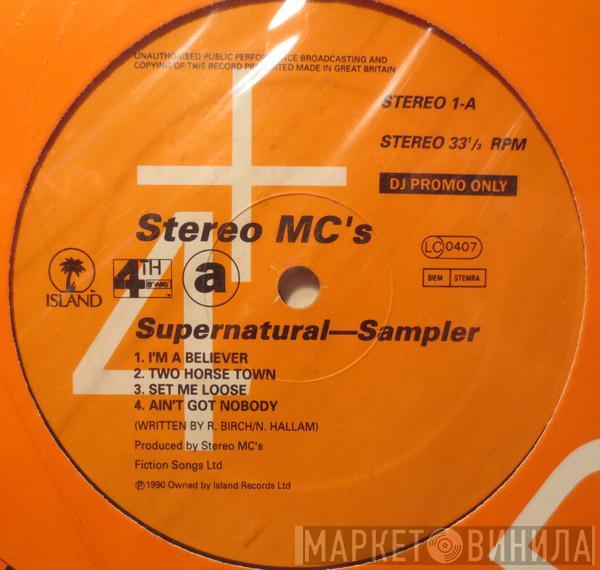 UNAUTHORISED PUBLIC PERFORMANCE BROADCASTING AND
COPYING OF THIS RECORD PROHIBITED MADE IN GREAT BRITAIN
STEREO 1-A
STEREO 33⅓ RPM
DJ PROMO ONLY
Stereo MC's
LC 0407
BIEM STEMRA
ISLAND
4TH
B'WAY
TM
a
Supernatural—Sampler
1. I'M A BELIEVER
2. TWO HORSE TOWN
3. SET ME LOOSE
4. AIN'T GOT NOBODY
(WRITTEN BY R. BIRCH/N. HALLAM)
Produced by Stereo MC's
Fiction Songs Ltd
℗ 1990 Owned by Island Records Ltd
4
МАРКЕТ ВИНИЛА